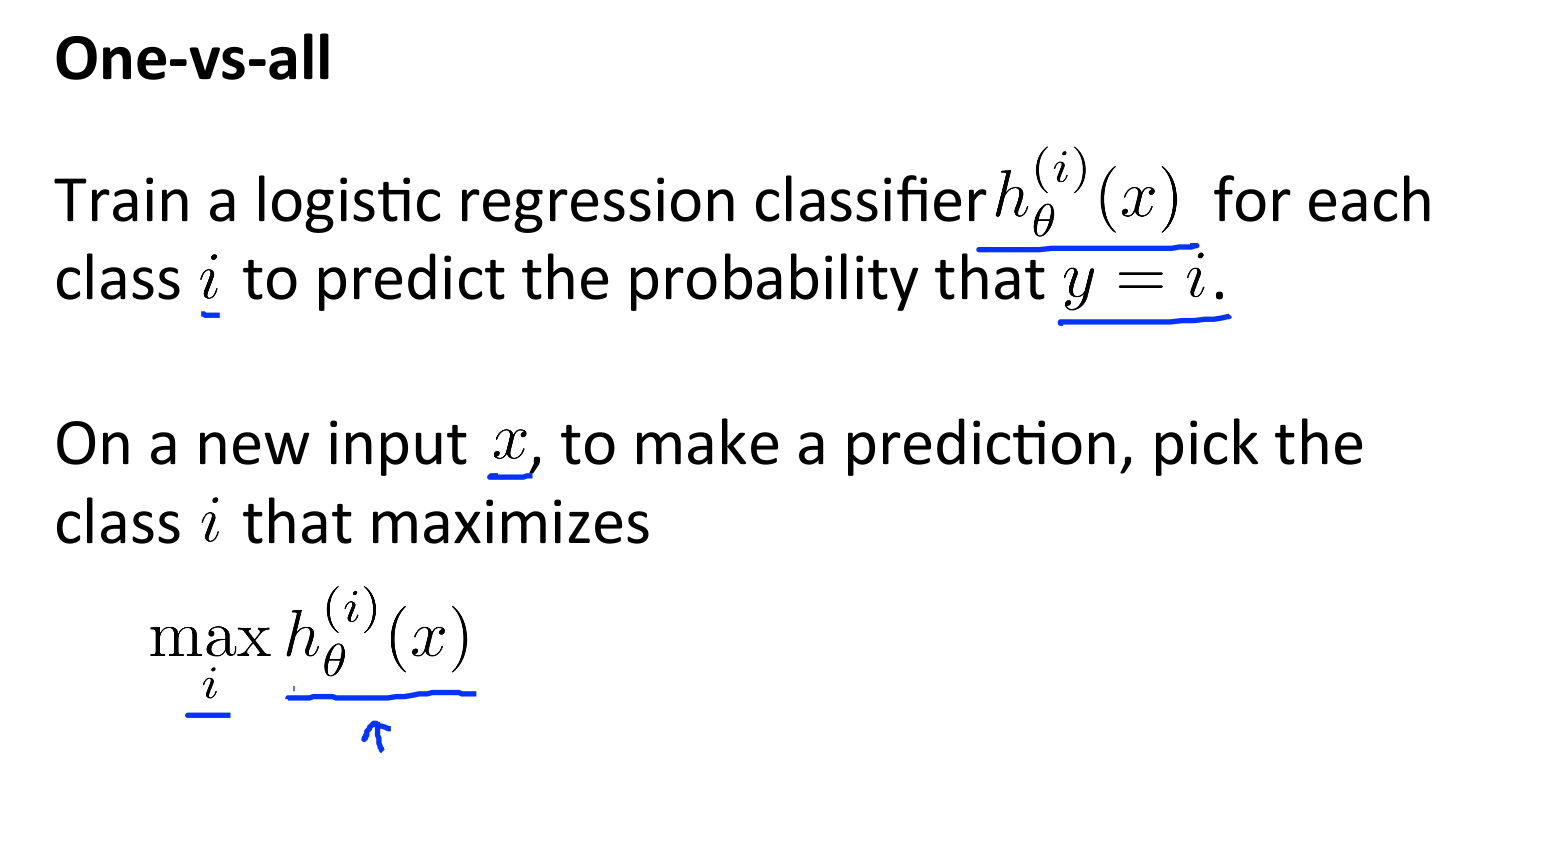 One-vs-all
Train a logistic regression classifier $h_\theta^{(i)}(x)$ for each
class $i$ to predict the probability that $y = i$.
On a new input $x$, to make a prediction, pick the
class $i$ that maximizes
$\max_i h_\theta^{(i)}(x)$